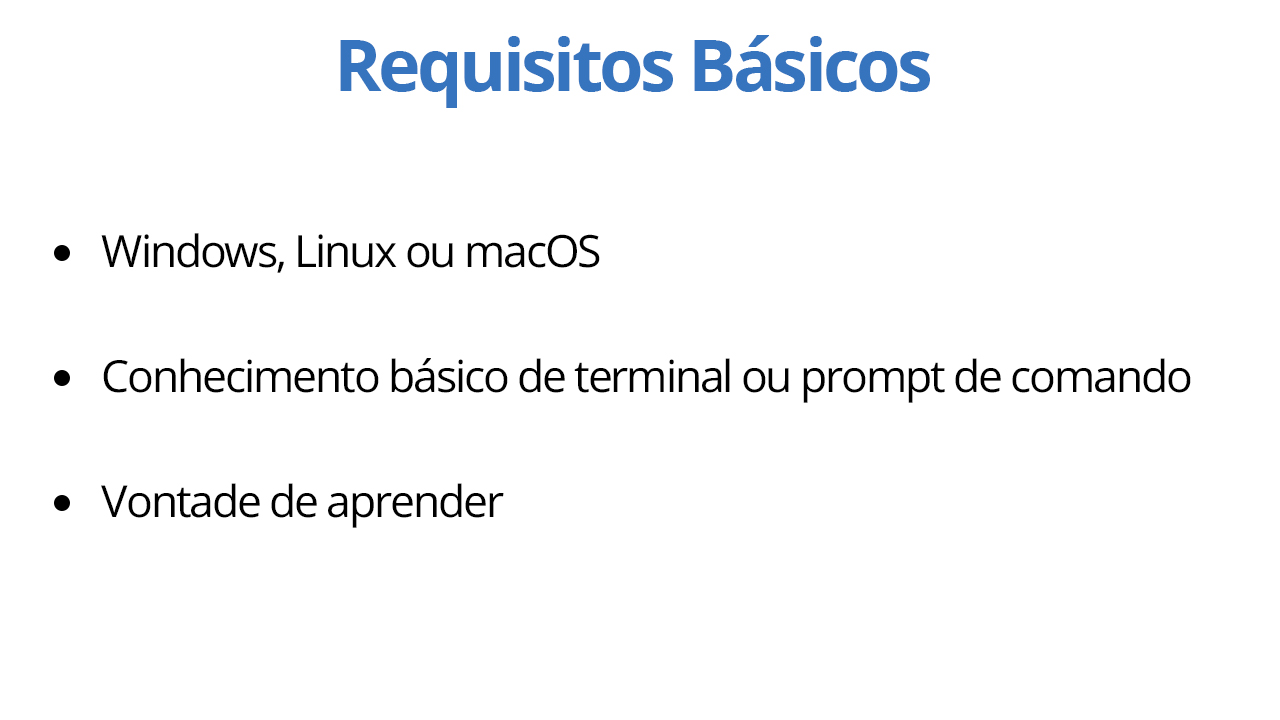 Requisitos Básicos
• Windows, Linux ou macOS
• Conhecimento básico de terminal ou prompt de comando
• Vontade de aprender